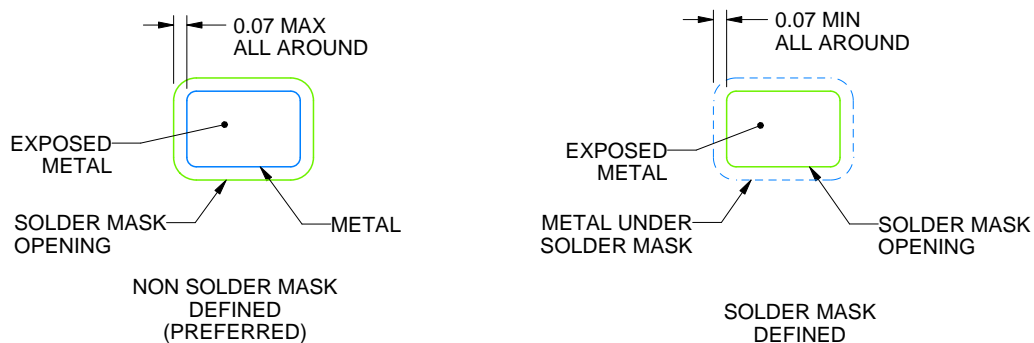 0.07 MAX
ALL AROUND
EXPOSED
METAL
SOLDER MASK
OPENING
METAL
NON SOLDER MASK
DEFINED
(PREFERRED)
0.07 MIN
ALL AROUND
EXPOSED
METAL
METAL UNDER
SOLDER MASK
SOLDER MASK
OPENING
SOLDER MASK
DEFINED